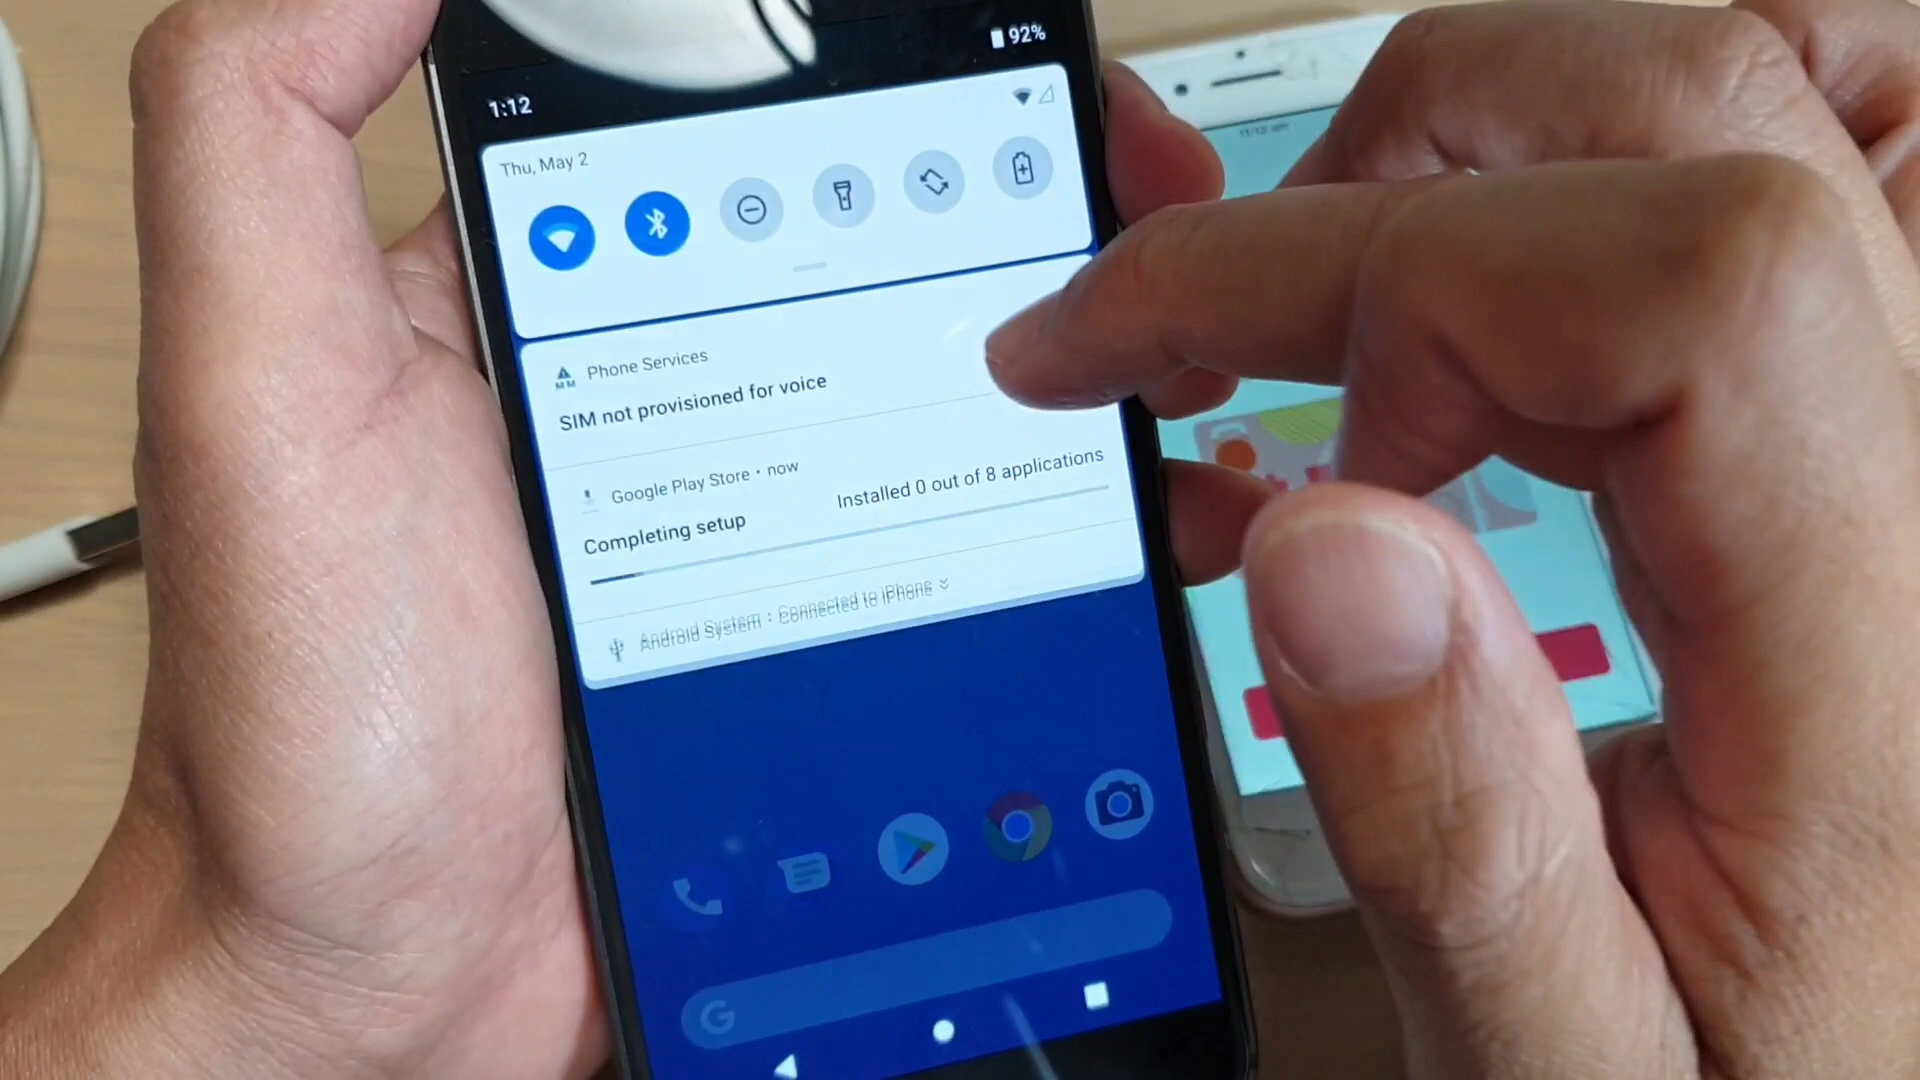 92%
1:12
Thu, May 2
Phone Services
MM
SIM not provisioned for voice
Google Play Store • now
Completing setup
Installed 0 out of 8 applications
Android System : Connected to iPhone
G